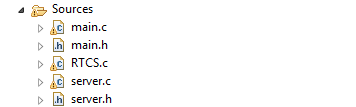 Sources
main.c
main.h
RTCS.c
server.c
server.h